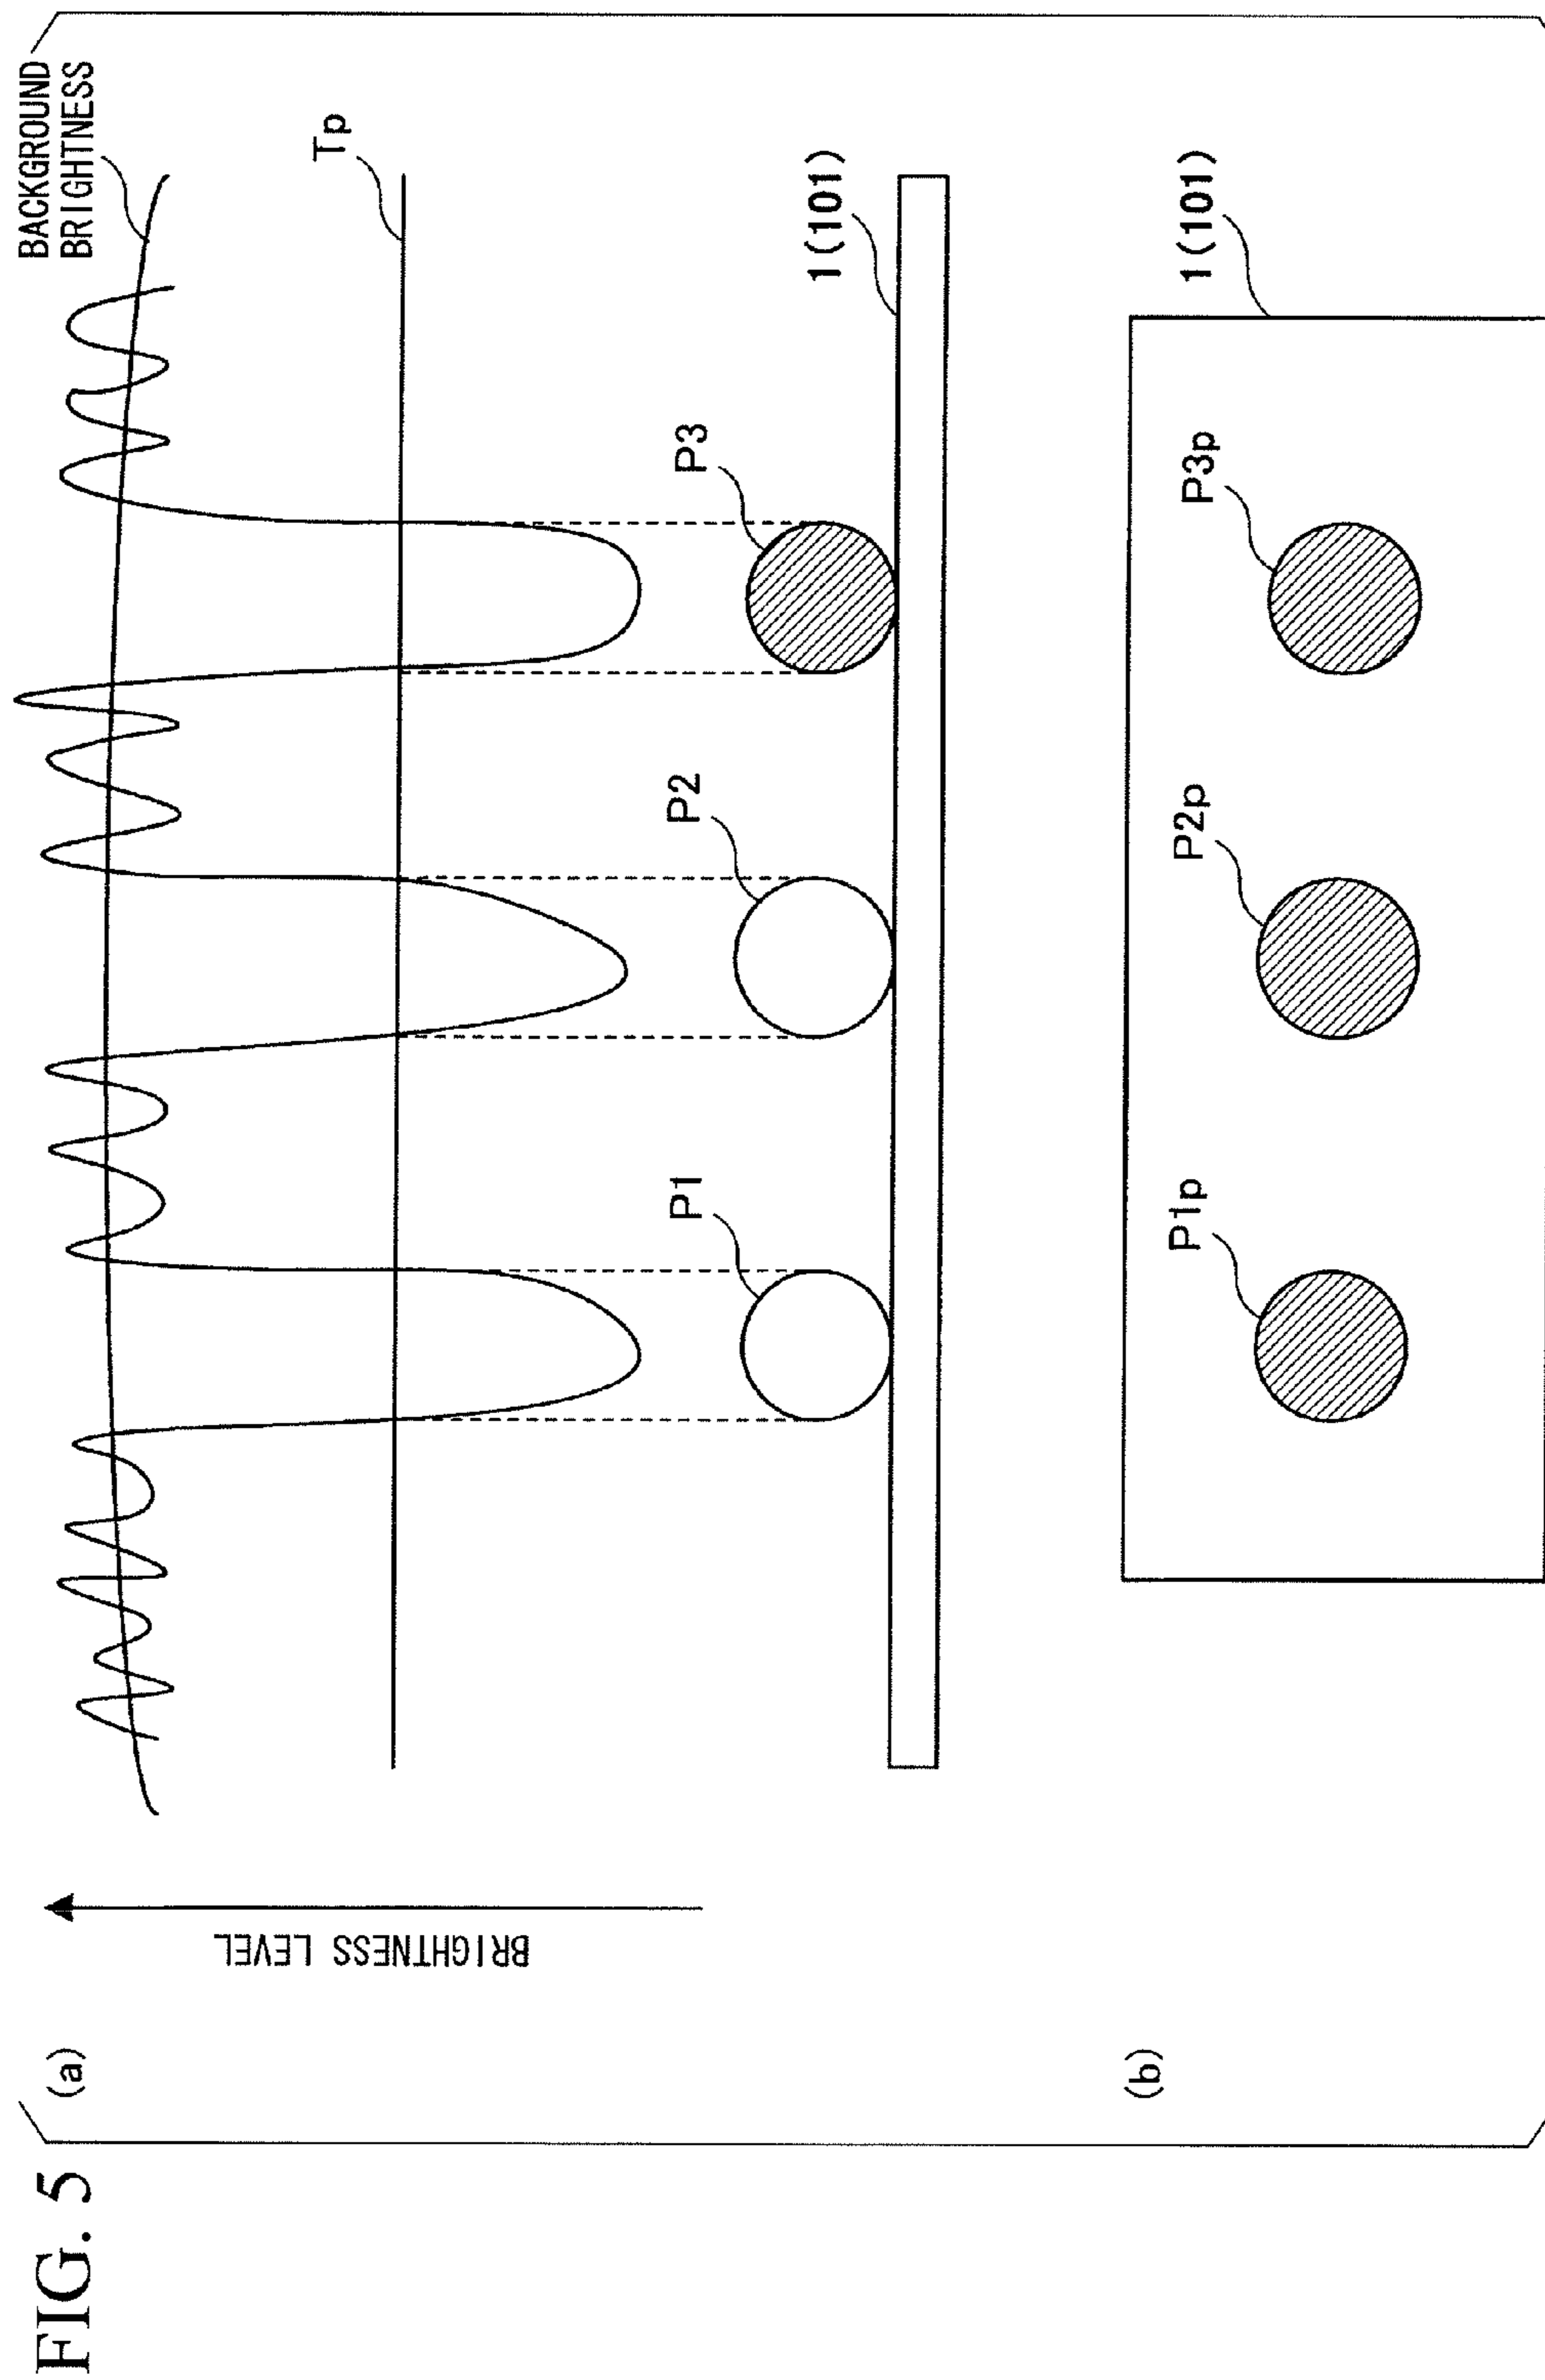 FIG. 5
(a)
BRIGHTNESS LEVEL
BACKGROUND
BRIGHTNESS
Tp
P1
P2
P3
1(101)
(b)
P1p
P2p
P3p
1(101)